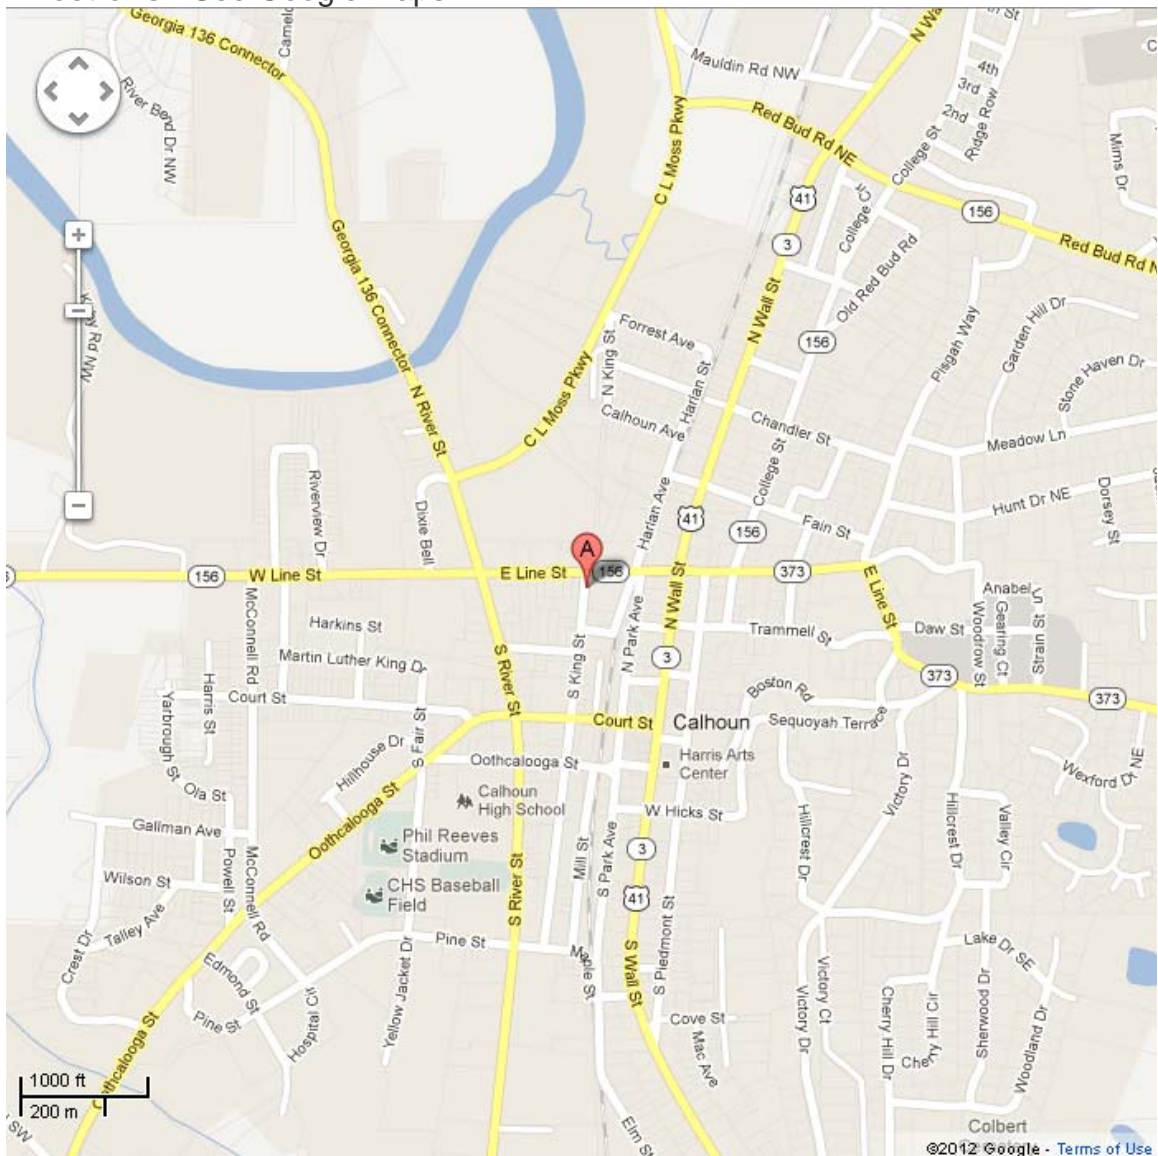 Georgia 136 Connector
Camelo
N Wa
Mauldin Rd NW
4th
3rd
2nd
Ridge Row
River Bend Dr NW
C L Moss Pkwy
Red Bud Rd NE
College St
Mims Dr
41
College Cir
156
3
Red Bud Rd N
Georgia 136 Connector
Old Red Bud Rd
N Wall St
Forrest Ave
156
Garden Hill Dr
Pisgah Way
N King St
Harlan St
Stone Haven Dr
C L Moss Pkwy
Calhoun Ave
Chandler St
N River St
Meadow Ln
College St
Riverview Dr
Dixie Bell
Harlan Ave
Hunt Dr NE
Dorsey St
41
156
Fain St
A
156
W Line St
E Line St
156
373
E Line St
N Wall St
McConnell Rd
Anabel
Ln
Woodrow St
Gearing Ct
Strain St
Harkins St
N Park Ave
Trammell St
Daw St
Martin Luther King Dr
S River St
S King St
3
373
373
Harris St
Court St
Boston Rd
Yarbrough St
S Fair St
Court St
Calhoun
Sequoyah Terrace
Hillhouse Dr
Oothcalooga St
Harris Arts
Center
Victory Dr
Wexford Dr NE
Ola St
Calhoun
High School
W Hicks St
Oothcalooga St
Gallman Ave
Phil Reeves
Stadium
Mill St
S Park Ave
3
Hillcrest Dr
Hillcrest Dr
Valley Cir
Wilson St
Powell St
McConnell Rd
CHS Baseball
Field
S River St
41
Talley Ave
Crest Dr
Pine St
Maple St
S Wall St
S Piedmont St
Lake Dr SE
Edmond St
Yellow Jacket Dr
Victory Dr
Victory Ct
Cherry Hill Dr
Cherry Hill Cir
Sherwood Dr
Woodland Dr
Pine St
Hospital Cir
Cove St
Mac Ave
1000 ft
200 m
Oothcalooga St
SW
Elm St
Colbert
©2012 Google - Terms of Use